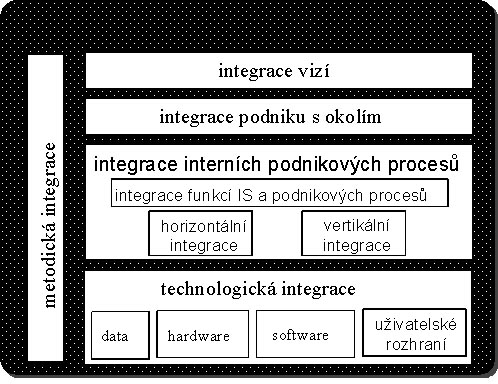 metodická integrace
integrace vizí
integrace podniku s okolím
integrace interních podnikových procesů
integrace funkcí IS a podnikových procesů
horizontální
integrace
vertikální
integrace
technologická integrace
data
hardware
software
uživatelské
rozhraní